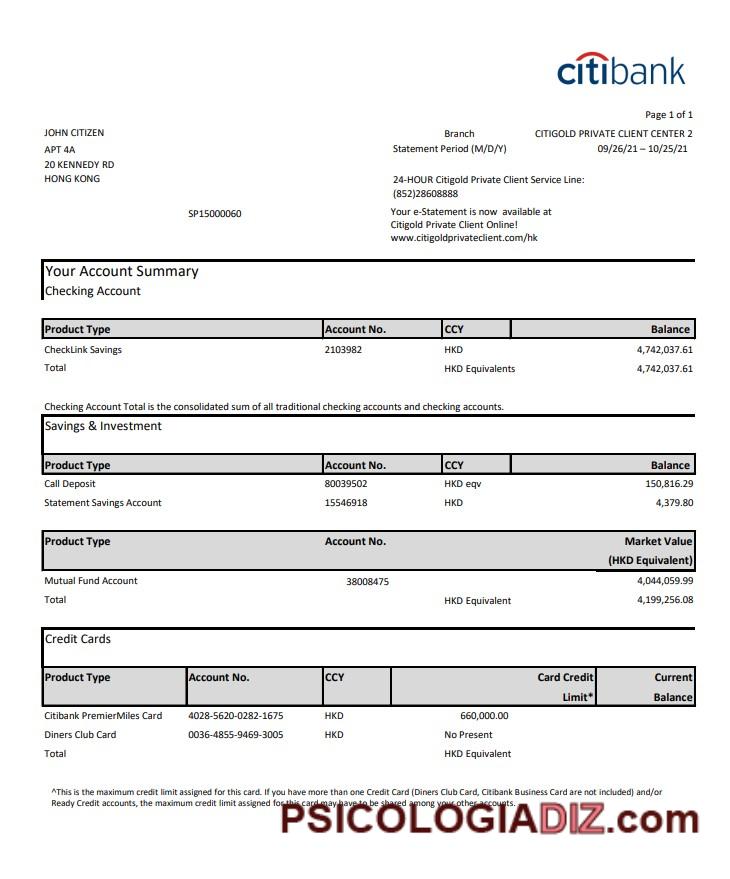 citibank
Page 1 of 1
JOHN CITIZEN Branch CITIGOLD PRIVATE CLIENT CENTER 2
APT 4A Statement Period (M/D/Y) 09/26/21 – 10/25/21
20 KENNEDY RD
HONG KONG 24-HOUR Citigold Private Client Service Line:
(852)28608888
SP15000060 Your e-Statement is now available at
Citigold Private Client Online!
www.citigoldprivateclient.com/hk
Your Account Summary
Checking Account
Product Type Account No. CCY Balance
CheckLink Savings 2103982 HKD 4,742,037.61
Total HKD Equivalents 4,742,037.61
Checking Account Total is the consolidated sum of all traditional checking accounts and checking accounts.
Savings & Investment
Product Type Account No. CCY Balance
Call Deposit 80039502 HKD eqv 150,816.29
Statement Savings Account 15546918 HKD 4,379.80
Product Type Account No. Market Value
(HKD Equivalent)
Mutual Fund Account 38008475 4,044,059.99
Total HKD Equivalent 4,199,256.08
Credit Cards
Product Type Account No. CCY Card Credit Current
Limit* Balance
Citibank PremierMiles Card 4028-5620-0282-1675 HKD 660,000.00
Diners Club Card 0036-4855-9469-3005 HKD No Present
Total HKD Equivalent
^This is the maximum credit limit assigned for this card. If you have more than one Credit Card (Diners Club Card, Citibank Business Card are not included) and/or
Ready Credit accounts, the maximum credit limit assigned for this card may have to be shared among your other accounts.
PSICOLOGIADIZ.com